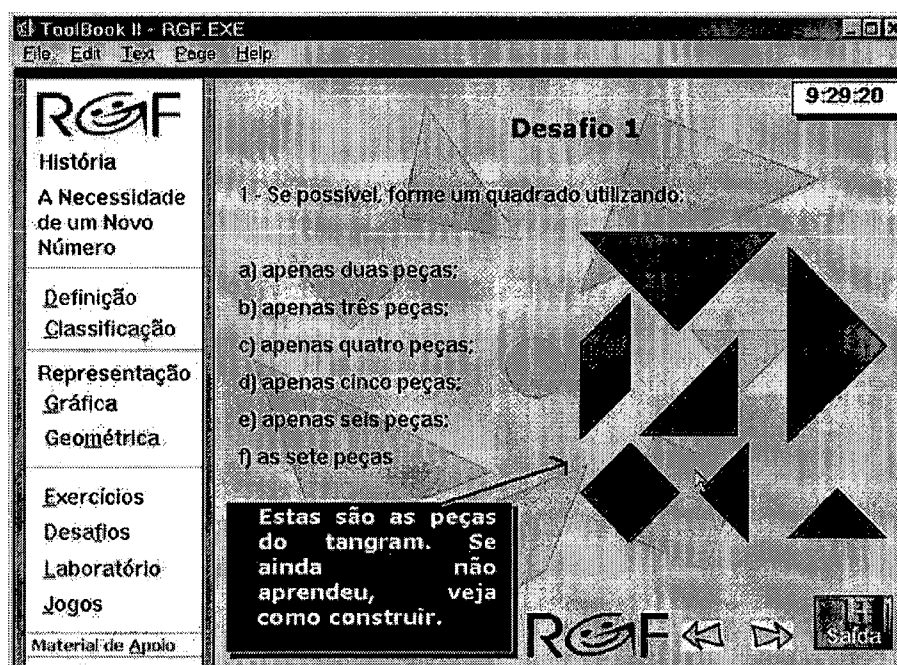 ToolBook II - RGF.EXE
File Edit Text Page Help
RGF
9:29:20
História
A Necessidade
de um Novo
Número
Definição
Classificação
Representação
Gráfica
Geométrica
Exercícios
Desafios
Laboratório
Jogos
Material de Apoio
Desafio 1
1 - Se possível, forme um quadrado utilizando:
a) apenas duas peças;
b) apenas três peças;
c) apenas quatro peças;
d) apenas cinco peças;
e) apenas seis peças;
f) as sete peças
Estas são as peças
do tangram. Se
ainda não
aprendeu, veja
como construir.
RGF
Saída